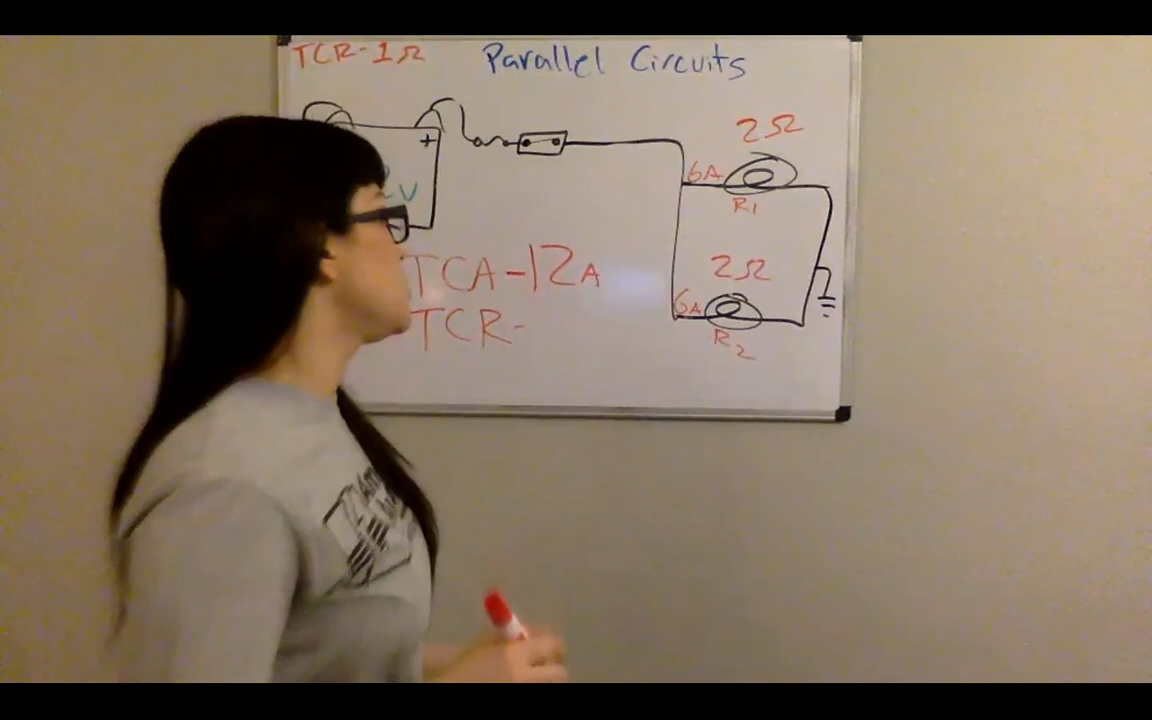 TCR-1Ω
Parallel Circuits
+
V
2Ω
6A
R1
TCA-12A
TCR-
2Ω
6A
R2